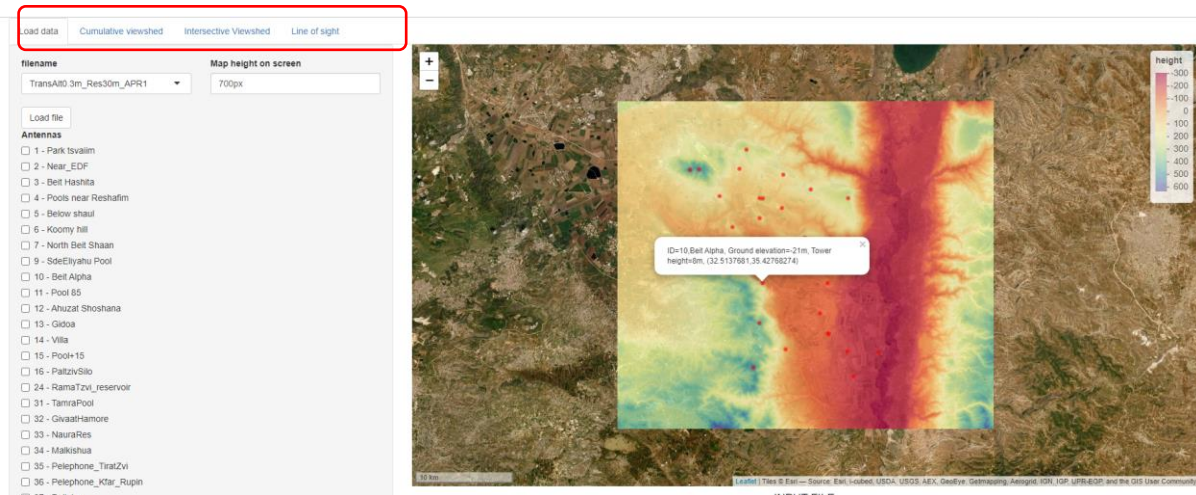 Load data Cumulative viewshed Intersective Viewshed Line of sight
filename Map height on screen
TransAlt0.3m_Res30m_APR1 700px
Load file
Antennas
1 - Park tsvaiim
2 - Near_EDF
3 - Beit Hashita
4 - Pools near Reshafim
5 - Below shaul
6 - Koomy hill
7 - North Beit Shaan
9 - SdeEliyahu Pool
10 - Beit Alpha
11 - Pool 85
12 - Ahuzat Shoshana
13 - Gidoa
14 - Villa
15 - Pool+15
16 - PaltzivSilo
24 - RamaTzvi_reservoir
31 - TamraPool
32 - GivaatHamore
33 - NauraRes
34 - Malkishua
35 - Pelephone_TiratZvi
36 - Pelephone_Kfar_Rupin
+
−
ID=10,Beit Alpha, Ground elevation=-21m, Tower
height=8m, (32.5137681,35.42768274)
height
-300
-200
-100
0
100
200
300
400
500
600
10 km
Leaflet | Tiles © Esri — Source: Esri, i-cubed, USDA, USGS, AEX, GeoEye, Getmapping, Aerogrid, IGN, IGP, UPR-EGP, and the GIS User Community